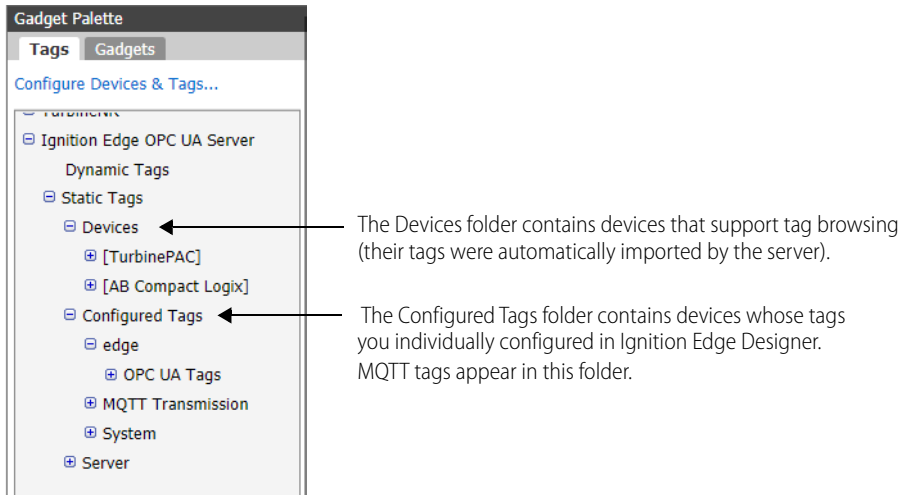 Gadget Palette
Tags Gadgets
Configure Devices & Tags...
TurbineNR
Ignition Edge OPC UA Server
Dynamic Tags
Static Tags
Devices
[TurbinePAC]
[AB Compact Logix]
Configured Tags
edge
OPC UA Tags
MQTT Transmission
System
Server
The Devices folder contains devices that support tag browsing
(their tags were automatically imported by the server).
The Configured Tags folder contains devices whose tags
you individually configured in Ignition Edge Designer.
MQTT tags appear in this folder.